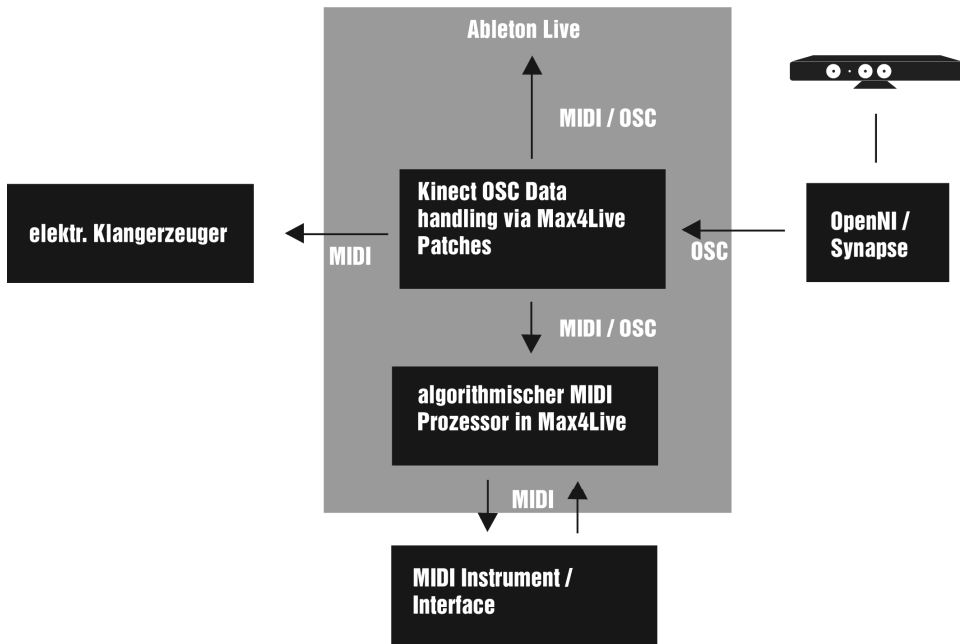 Ableton Live
MIDI / OSC
Kinect OSC Data
handling via Max4Live
Patches
elektr. Klangerzeuger
MIDI
OSC
OpenNI /
Synapse
MIDI / OSC
algorithmischer MIDI
Prozessor in Max4Live
MIDI
MIDI Instrument /
Interface